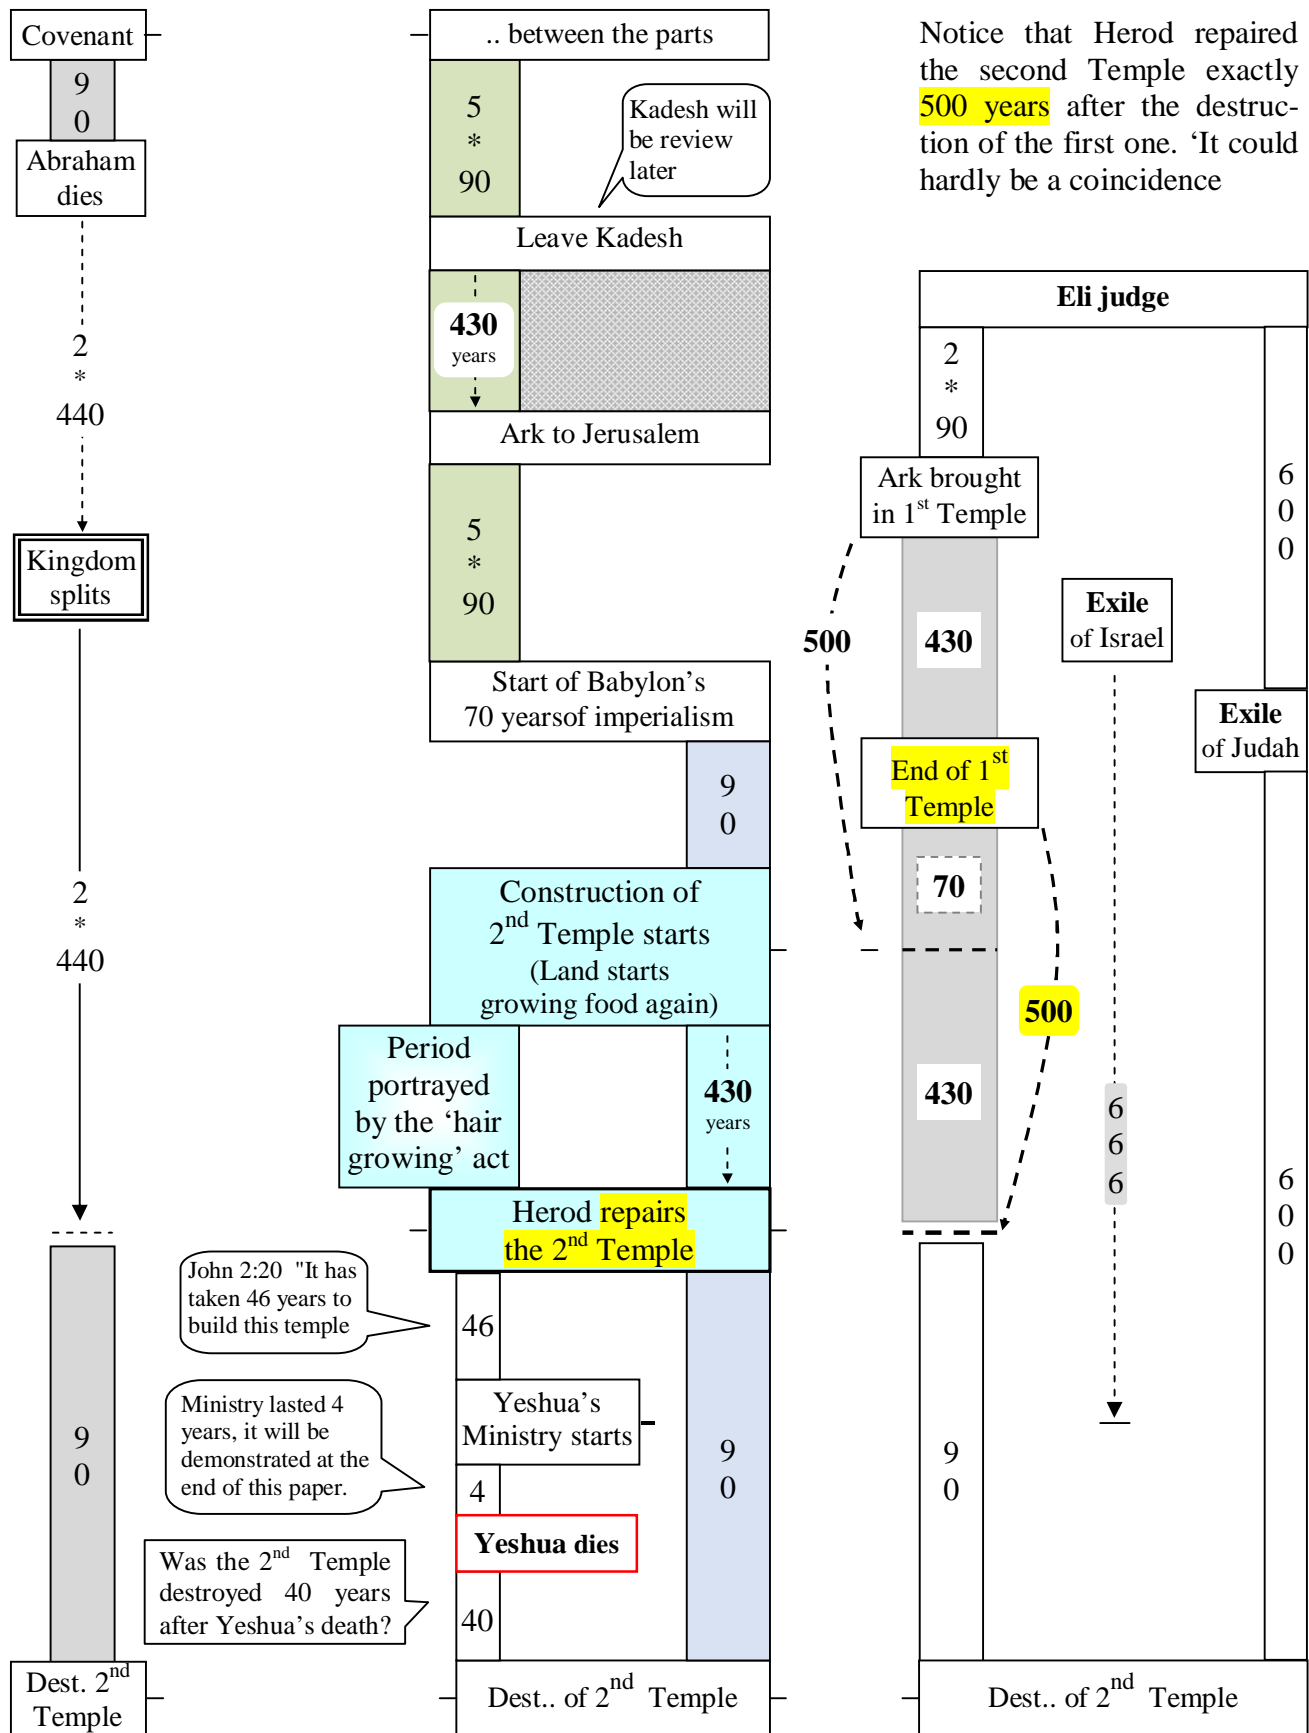 Covenant
9
0
Abraham
dies
2
*
440
Kingdom
splits
2
*
440
9
0
Dest. 2nd
Temple
.. between the parts
5
*
90
Kadesh will
be review
later
Leave Kadesh
430
years
Ark to Jerusalem
5
*
90
Start of Babylon's
70 yearsof imperialism
9
0
Construction of
2nd Temple starts
(Land starts
growing food again)
Period
portrayed
by the ‘hair
growing’ act
430
years
Herod repairs
the 2nd Temple
John 2:20 "It has
taken 46 years to
build this temple
46
Ministry lasted 4
years, it will be
demonstrated at the
end of this paper.
Yeshua’s
Ministry starts
4
Yeshua dies
Was the 2nd Temple
destroyed 40 years
after Yeshua’s death?
40
9
0
Dest.. of 2nd Temple
Notice that Herod repaired
the second Temple exactly
500 years after the destruc-
tion of the first one. ‘It could
hardly be a coincidence
Eli judge
2
*
90
Ark brought
in 1st Temple
500
430
End of 1st
Temple
70
500
430
9
0
Exile
of Israel
6
6
6
6
0
0
Exile
of Judah
6
0
0
Dest.. of 2nd Temple